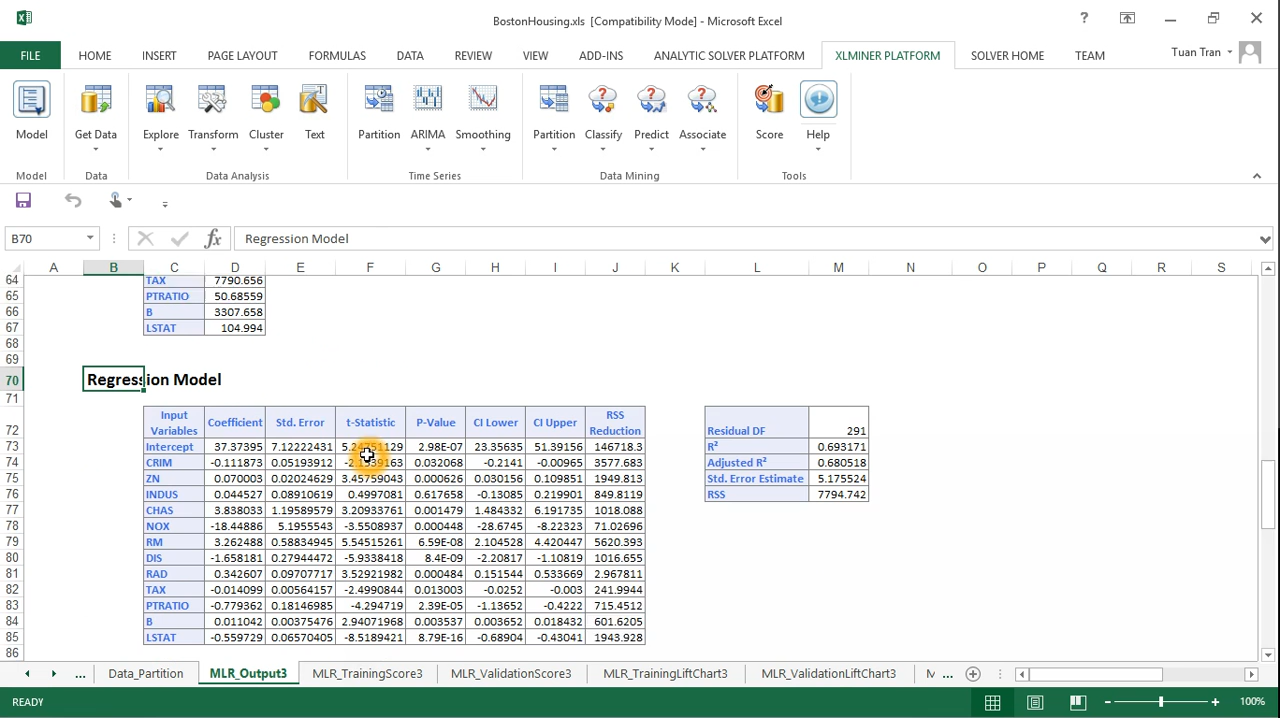 BostonHousing.xls [Compatibility Mode] - Microsoft Excel
FILE HOME INSERT PAGE LAYOUT FORMULAS DATA REVIEW VIEW ADD-INS ANALYTIC SOLVER PLATFORM XLMINER PLATFORM SOLVER HOME TEAM Tuan Tran
Model Get Data Explore Transform Cluster Text Partition ARIMA Smoothing Partition Classify Predict Associate Score Help
Model Data Data Analysis Time Series Data Mining Tools
B70 fx Regression Model
A B C D E F G H I J K L M N O P Q R S
64 TAX 7790.656
65 PTRATIO 50.68559
66 B 3307.658
67 LSTAT 104.994
68
69
70 Regression Model
71
72 Input Variables Coefficient Std. Error t-Statistic P-Value CI Lower CI Upper RSS Reduction Residual DF 291
73 Intercept 37.37395 7.12222431 5.24751129 2.98E-07 23.35635 51.39156 146718.3 R² 0.693171
74 CRIM -0.111873 0.05193912 0.032068 -0.2141 -0.00965 3577.683 Adjusted R² 0.680518
75 ZN 0.070003 0.02024629 3.45759043 0.000626 0.030156 0.109851 1949.813 Std. Error Estimate 5.175524
76 INDUS 0.044527 0.08910619 0.4997081 0.617658 -0.13085 0.219901 849.8119 RSS 7794.742
77 CHAS 3.838033 1.19589579 3.20933761 0.001479 1.484332 6.191735 1018.088
78 NOX -18.44886 5.1955543 -3.5508937 0.000448 -28.6745 -8.22323 71.02696
79 RM 3.262488 0.58834945 5.54515261 6.59E-08 2.104528 4.420447 5620.393
80 DIS -1.658181 0.27944472 -5.9338418 8.4E-09 -2.20817 -1.10819 1016.655
81 RAD 0.342607 0.09707717 3.52921982 0.000484 0.151544 0.533669 2.967811
82 TAX -0.014099 0.00564157 -2.4990844 0.013003 -0.0252 -0.003 241.9944
83 PTRATIO -0.779362 0.18146985 -4.294719 2.39E-05 -1.13652 -0.4222 715.4512
84 B 0.011042 0.00375476 2.94071968 0.003537 0.003652 0.018432 601.6205
85 LSTAT -0.559729 0.06570405 -8.5189421 8.79E-16 -0.68904 -0.43041 1943.928
86
... Data_Partition MLR_Output3 MLR_TrainingScore3 MLR_ValidationScore3 MLR_TrainingLiftChart3 MLR_ValidationLiftChart3 M ...
READY 100%